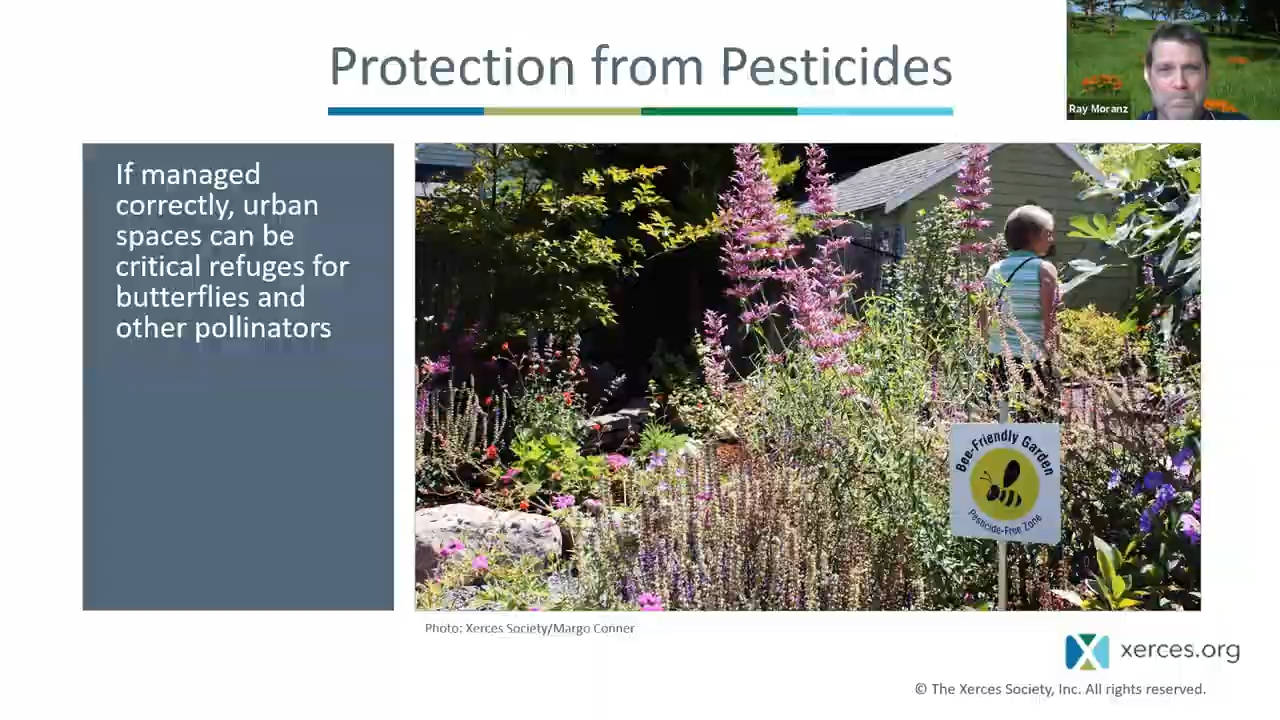 Protection from Pesticides
Ray Moranz
If managed
correctly, urban
spaces can be
critical refuges for
butterflies and
other pollinators
Bee-Friendly Garden
Pesticide-Free Zone
Photo: Xerces Society/Margo Conner
xerces.org
© The Xerces Society, Inc. All rights reserved.